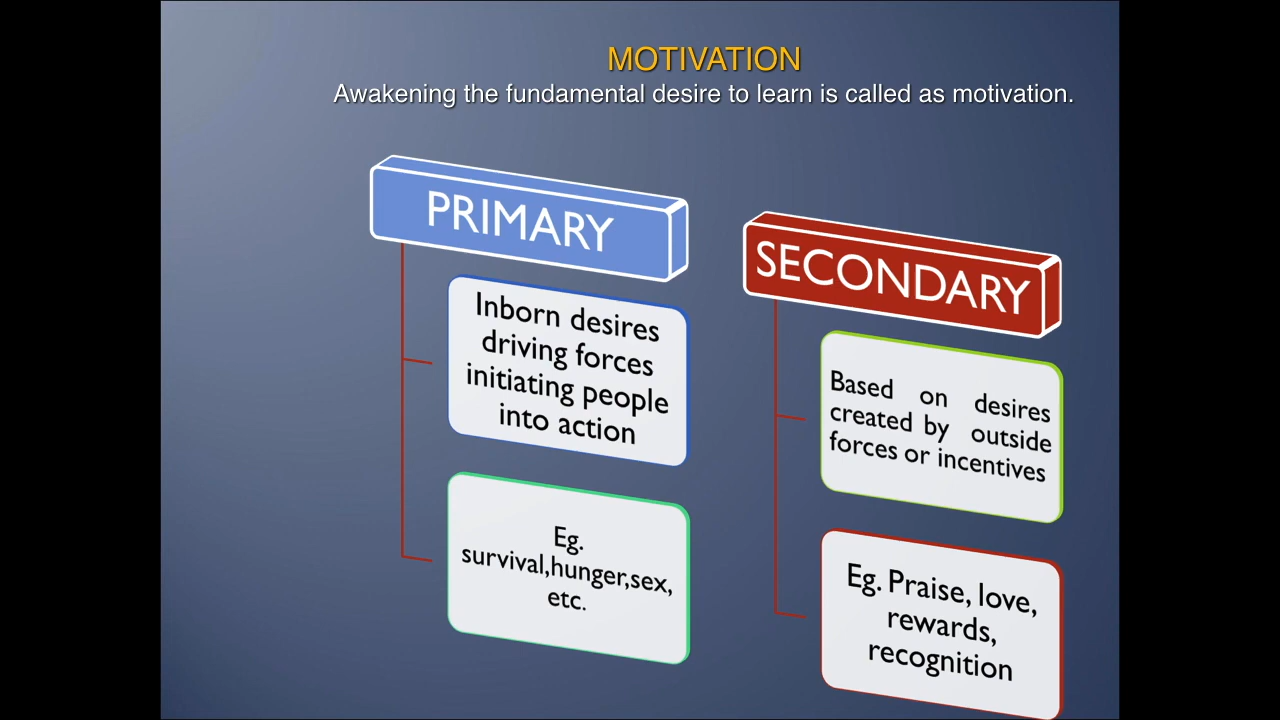 MOTIVATION
Awakening the fundamental desire to learn is called as motivation.
PRIMARY
Inborn desires
driving forces
initiating people
into action
Eg.
survival,hunger,sex,
etc.
SECONDARY
Based on desires
created by outside
forces or incentives
Eg. Praise, love,
rewards,
recognition